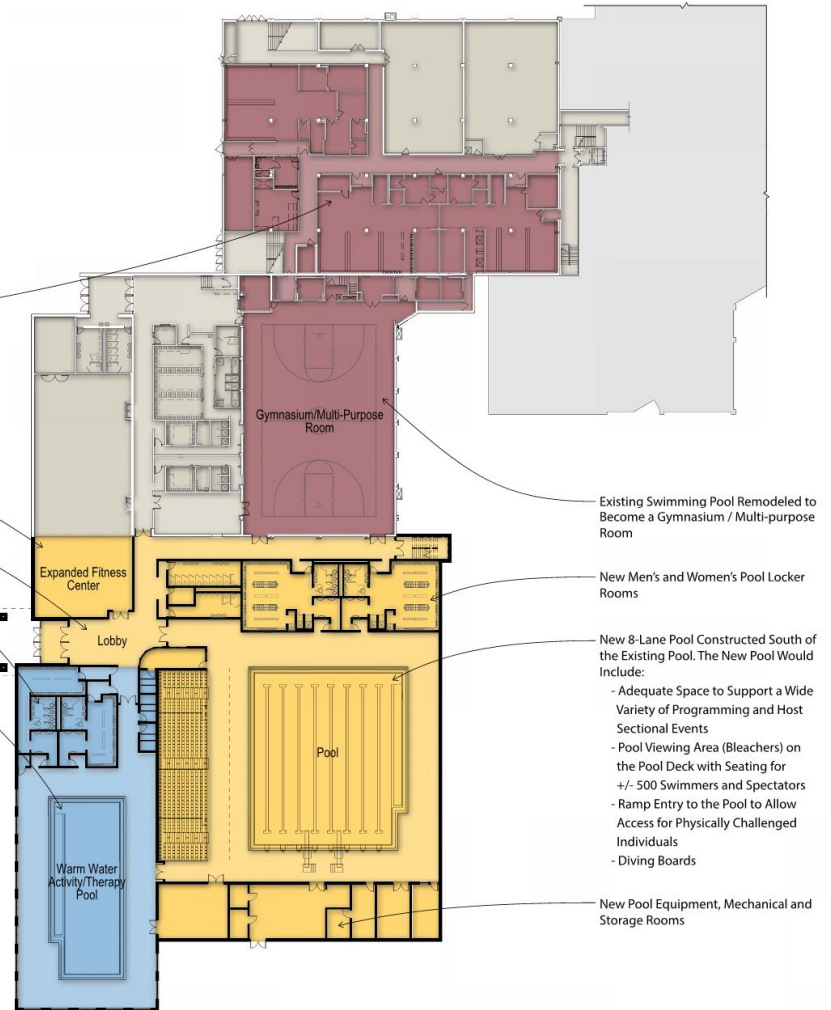 Gymnasium/Multi-Purpose
Room
Existing Swimming Pool Remodeled to
Become a Gymnasium / Multi-purpose
Room
Expanded Fitness
Center
New Men's and Women's Pool Locker
Rooms
Lobby
New 8-Lane Pool Constructed South of
the Existing Pool. The New Pool Would
Include:
- Adequate Space to Support a Wide
Variety of Programming and Host
Sectional Events
- Pool Viewing Area (Bleachers) on
the Pool Deck with Seating for
+/- 500 Swimmers and Spectators
- Ramp Entry to the Pool to Allow
Access for Physically Challenged
Individuals
- Diving Boards
Pool
Warm Water
Activity/Therapy
Pool
New Pool Equipment, Mechanical and
Storage Rooms